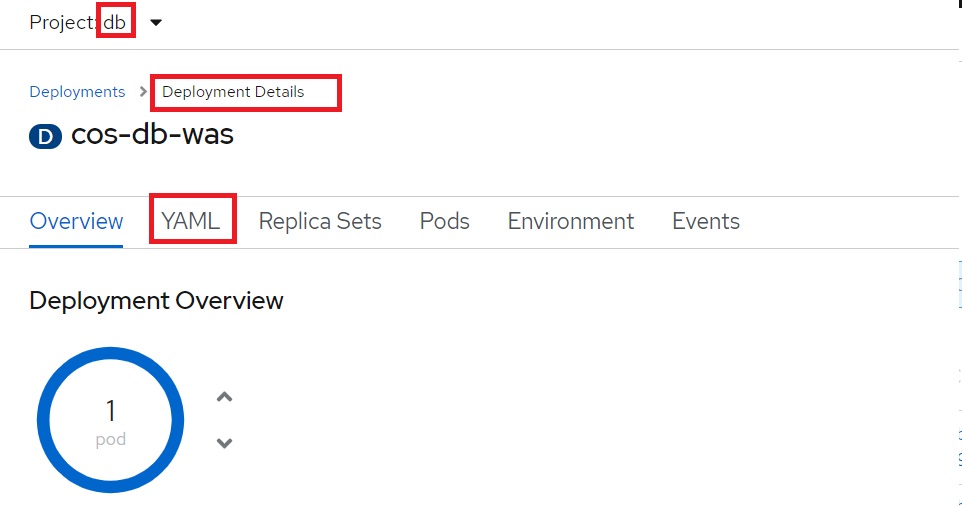 Project: db
Deployments > Deployment Details
D cos-db-was
Overview YAML Replica Sets Pods Environment Events
Deployment Overview
1
pod